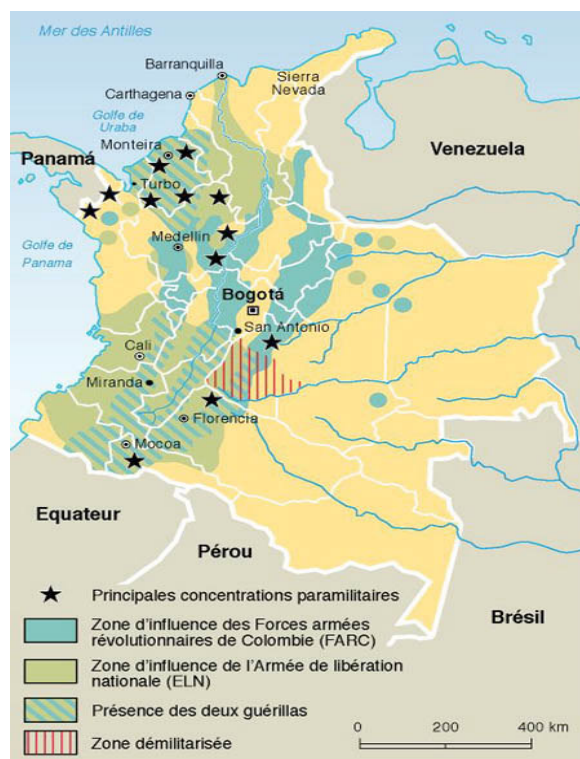 Mer des Antilles
Barranquilla
Sierra
Nevada
Carthagena
Golfe de
Uraba
Monteira
Panamá
Venezuela
Turbo
Golfe de
Panama
Medellin
Bogotá
San Antonio
Cali
Miranda
Florencia
Mocoa
Equateur
Pérou
Brésil
Principales concentrations paramilitaires
Zone d'influence des Forces armées
révolutionnaires de Colombie (FARC)
Zone d'influence de l'Armée de libération
nationale (ELN)
Présence des deux guérillas
Zone démilitarisée
0 200 400 km